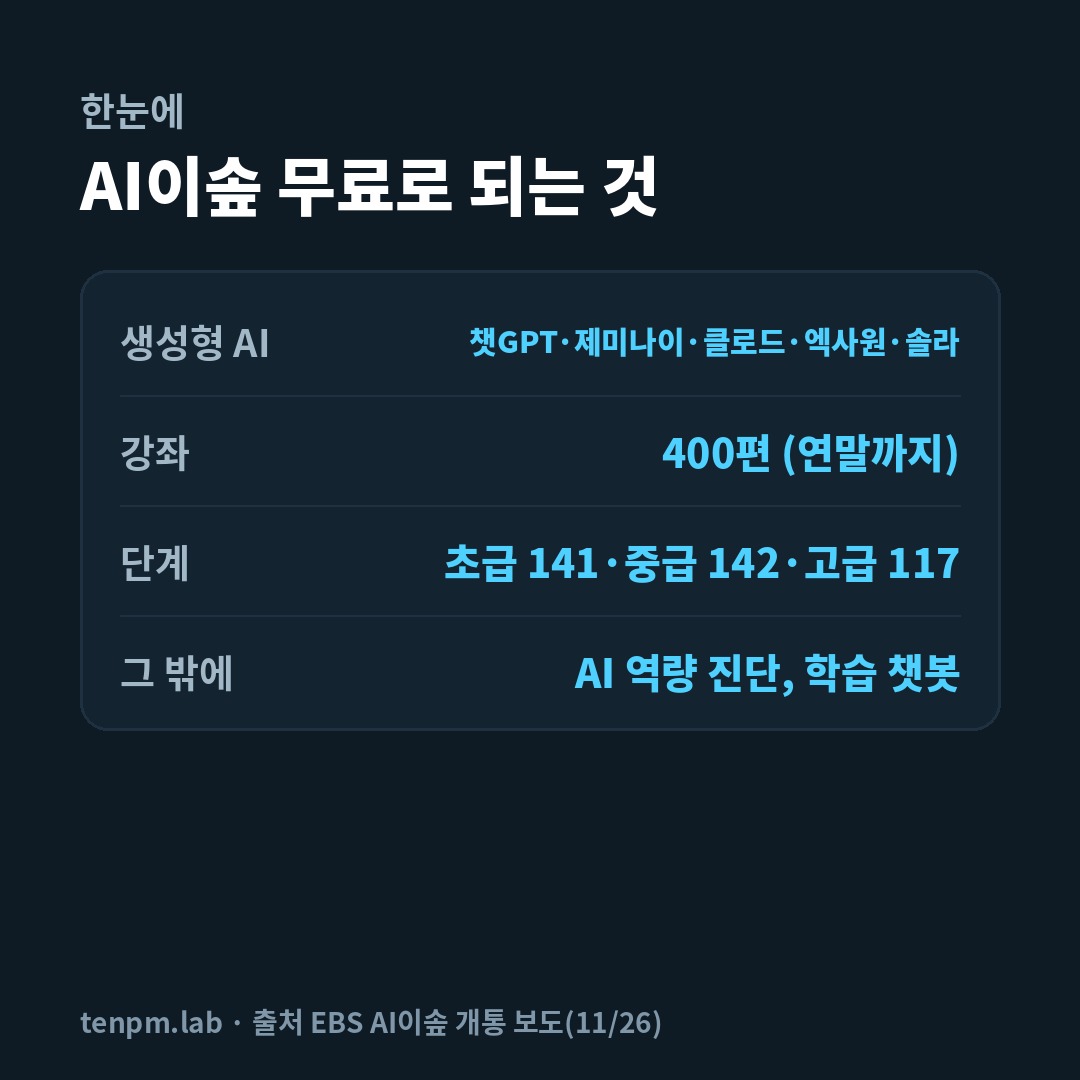 한눈에
AI이숲 무료로 되는 것
생성형 AI 챗GPT·제미나이·클로드·엑사원·솔라
강좌 400편 (연말까지)
단계 초급 141·중급 142·고급 117
그 밖에 AI 역량 진단, 학습 챗봇
tenpm.lab · 출처 EBS AI이숲 개통 보도(11/26)